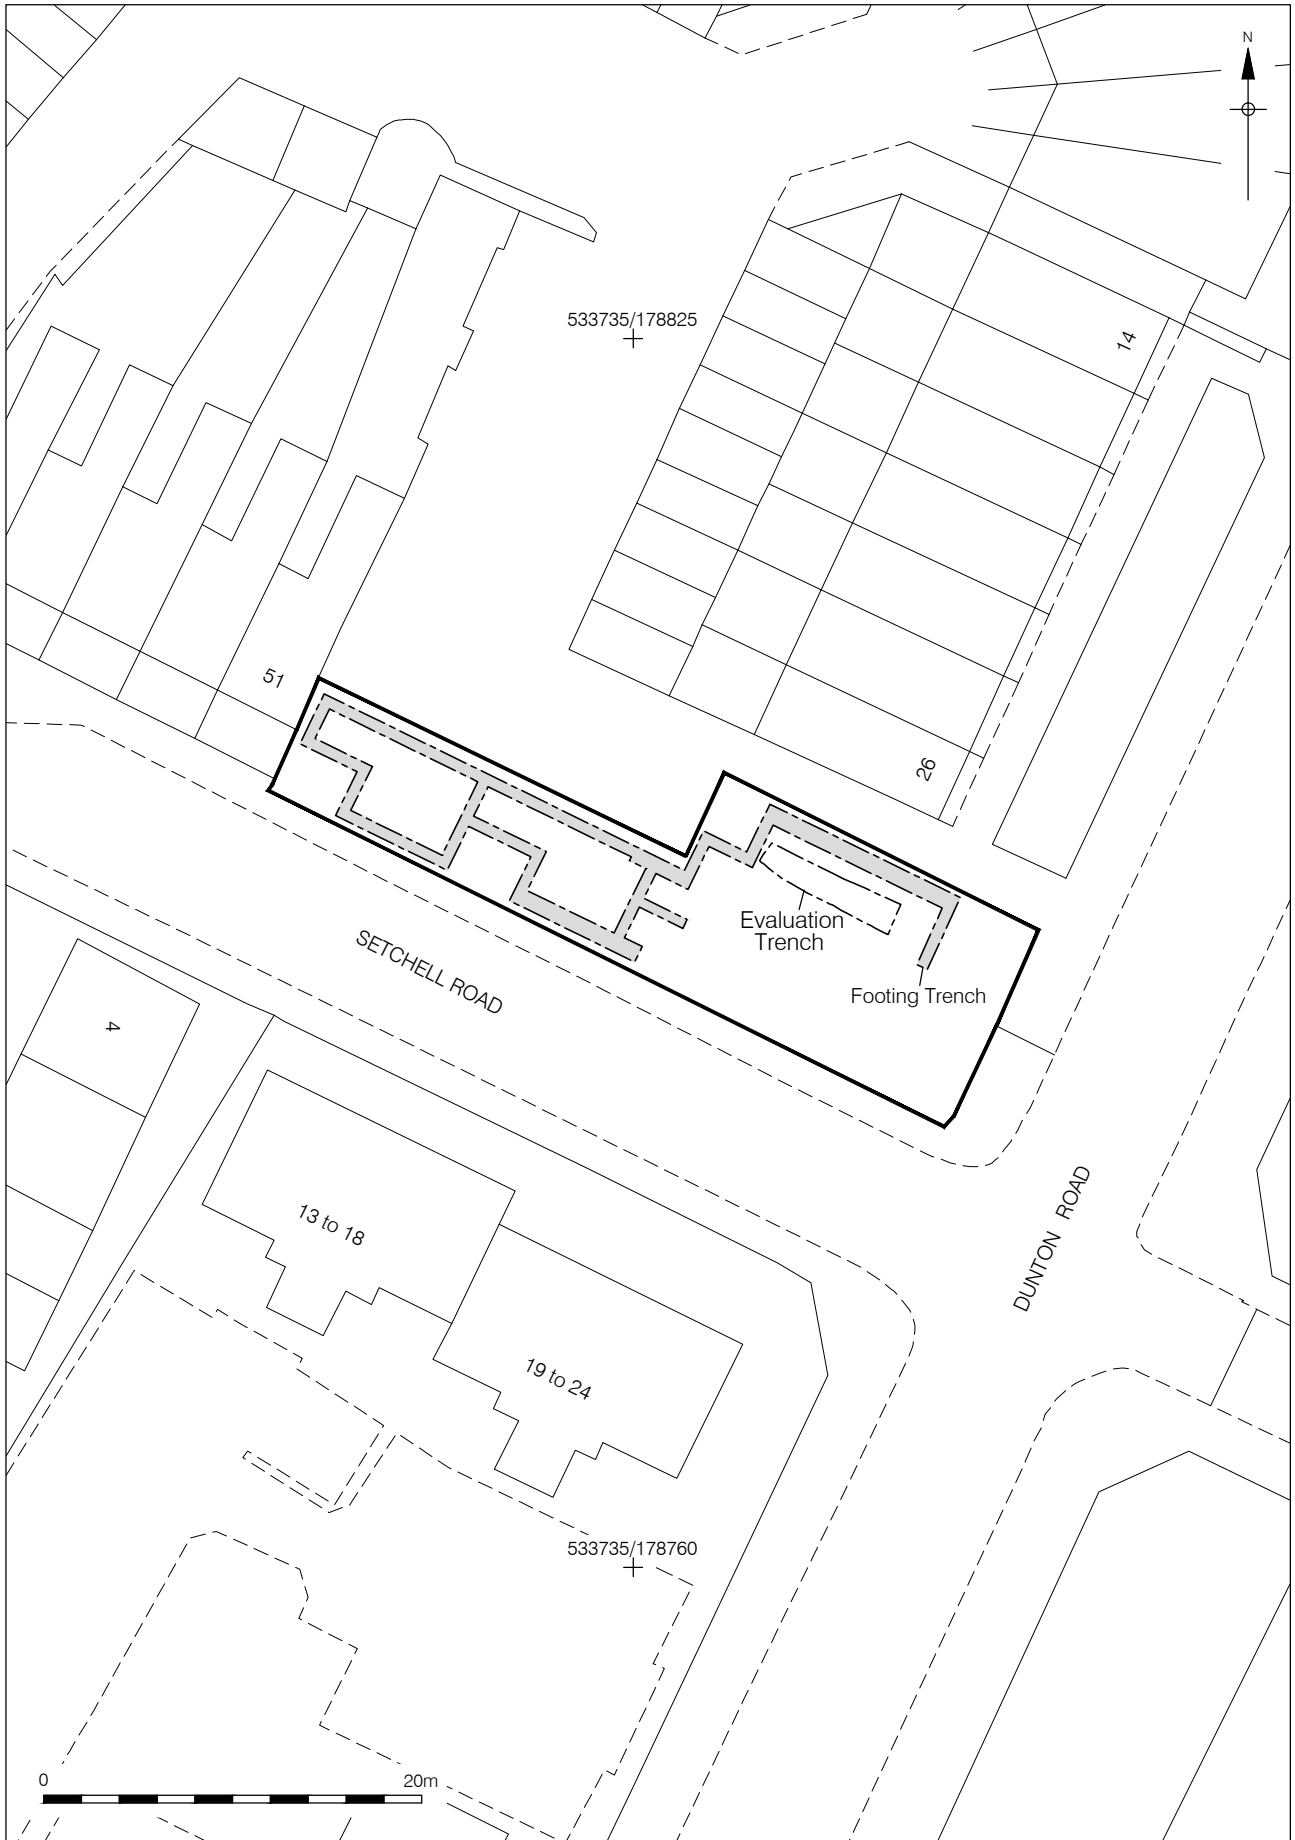 N
533735/178825
14
51
26
Evaluation
Trench
SETCHELL ROAD
Footing Trench
4
13 to 18
DUNTON ROAD
19 to 24
533735/178760
0
20m